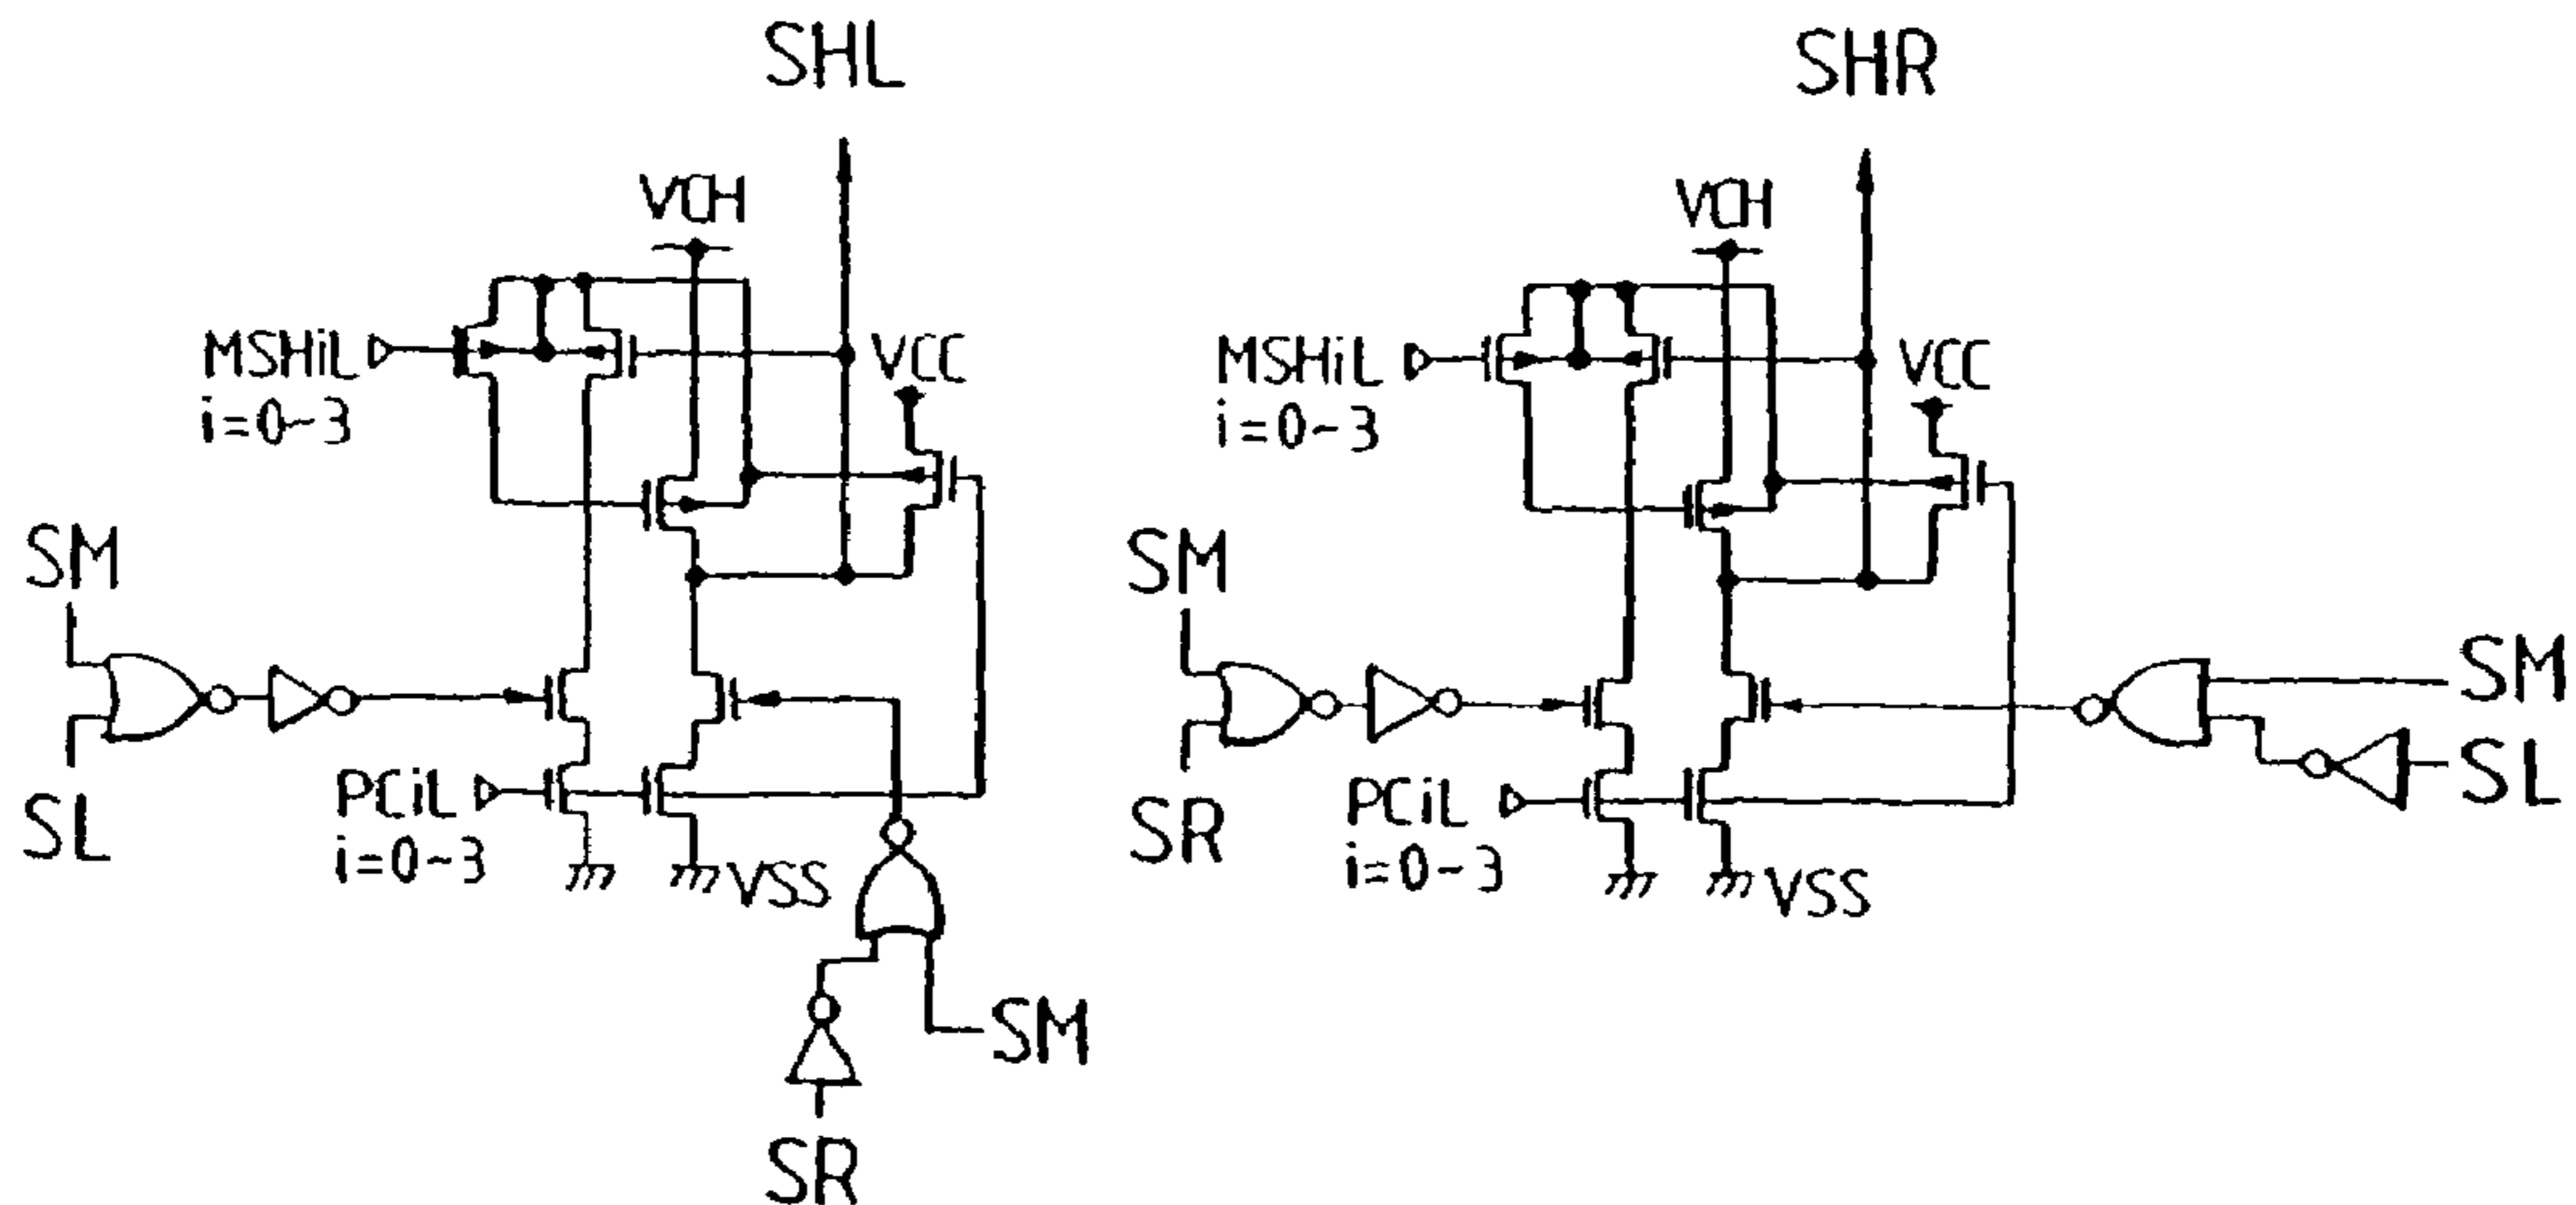 SHL
VCH
MSHiL
i=0~3
VCC
SM
SL
PCiL
i=0~3
VSS
SM
SR
SHR
VCH
MSHiL
i=0~3
VCC
SM
SR
PCiL
i=0~3
VSS
SM
SL